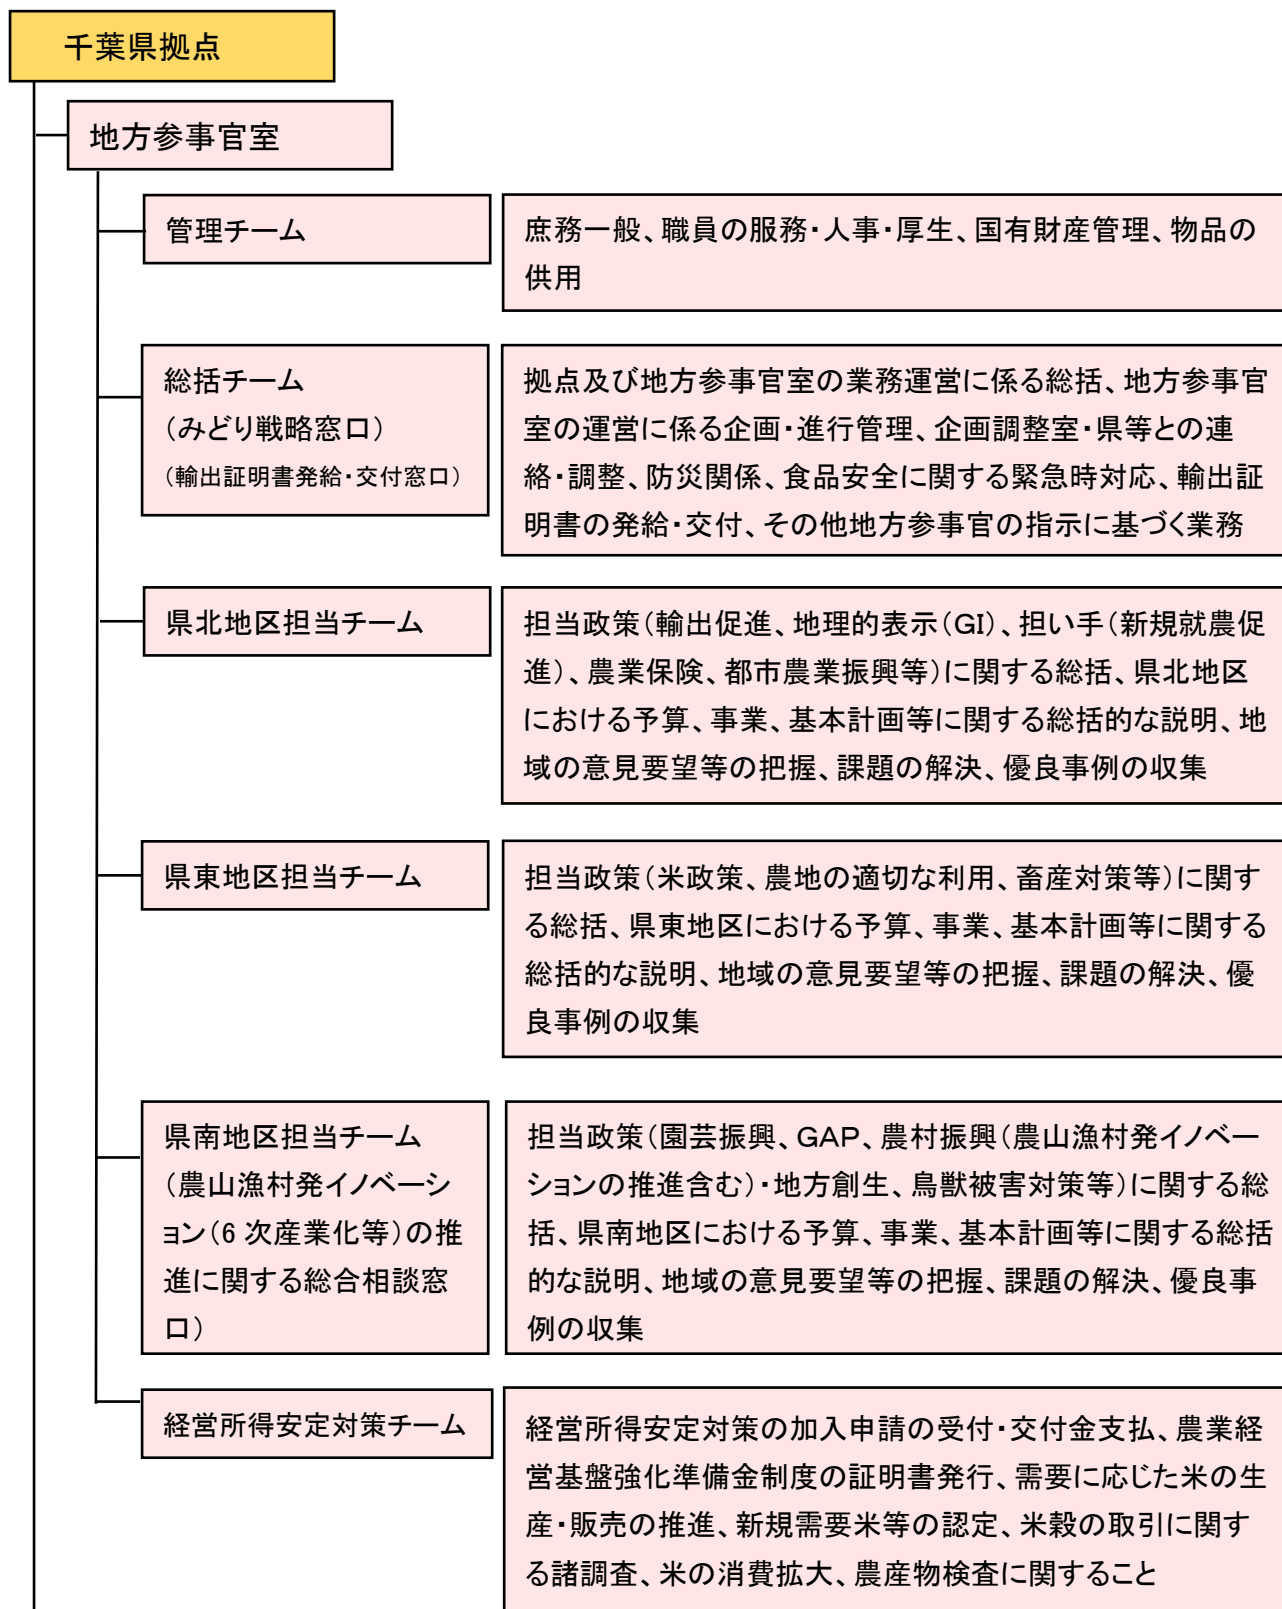 千葉県拠点
地方参事官室
管理チーム
庶務一般、職員の服務・人事・厚生、国有財産管理、物品の
供用
総括チーム
（みどり戦略窓口）
（輸出証明書発給・交付窓口）
拠点及び地方参事官室の業務運営に係る総括、地方参事官
室の運営に係る企画・進行管理、企画調整室・県等との連
絡・調整、防災関係、食品安全に関する緊急時対応、輸出証
明書の発給・交付、その他地方参事官の指示に基づく業務
県北地区担当チーム
担当政策（輸出促進、地理的表示（GI）、担い手（新規就農促
進）、農業保険、都市農業振興等）に関する総括、県北地区
における予算、事業、基本計画等に関する総括的な説明、地
域の意見要望等の把握、課題の解決、優良事例の収集
県東地区担当チーム
担当政策（米政策、農地の適切な利用、畜産対策等）に関す
る総括、県東地区における予算、事業、基本計画等に関する
総括的な説明、地域の意見要望等の把握、課題の解決、優
良事例の収集
県南地区担当チーム
（農山漁村発イノベーシ
ョン（6 次産業化等）の推
進に関する総合相談窓
口）
担当政策（園芸振興、GAP、農村振興（農山漁村発イノベー
ションの推進含む）・地方創生、鳥獣被害対策等）に関する総
括、県南地区における予算、事業、基本計画等に関する総括
的な説明、地域の意見要望等の把握、課題の解決、優良事
例の収集
経営所得安定対策チーム
経営所得安定対策の加入申請の受付・交付金支払、農業経
営基盤強化準備金制度の証明書発行、需要に応じた米の生
産・販売の推進、新規需要米等の認定、米穀の取引に関す
る諸調査、米の消費拡大、農産物検査に関すること